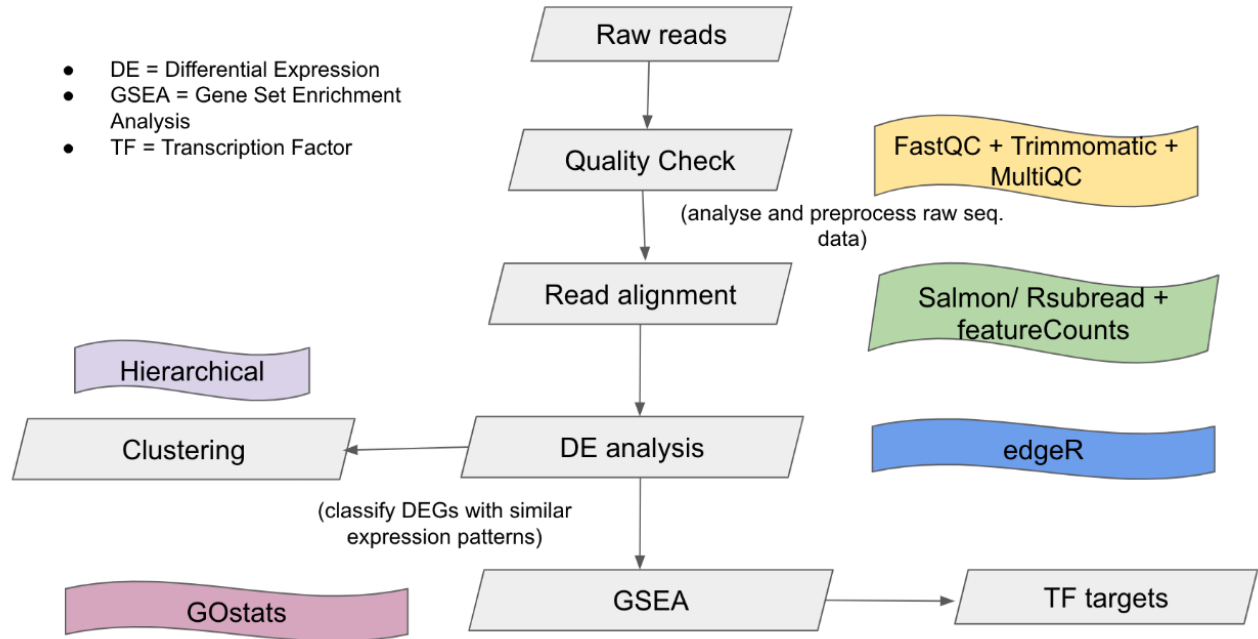 Raw reads
● DE = Differential Expression
● GSEA = Gene Set Enrichment
Analysis
● TF = Transcription Factor
Quality Check
FastQC + Trimmomatic +
MultiQC
(analyse and preprocess raw seq.
data)
Read alignment
Salmon/ Rsubread +
featureCounts
Hierarchical
Clustering
DE analysis
edgeR
(classify DEGs with similar
expression patterns)
GOstats
GSEA
TF targets